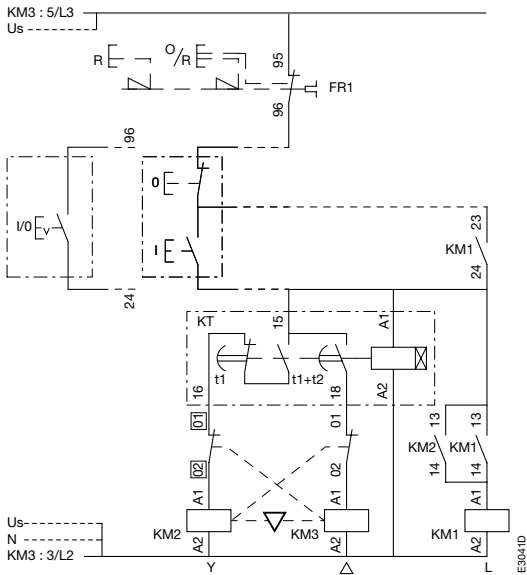 KM3 : 5/L3
Us
R
O/R
95
FR1
96
96
0
I/0
I
23
KM1
24
24
KT
15
A1
t1
t1+t2
16
18
A2
01
01
13
13
KM2
KM1
02
02
14
14
A1
A1
A1
Us
N
KM2
KM3
KM1
KM3 : 3/L2
A2
A2
A2
Y
△
L
E3041D